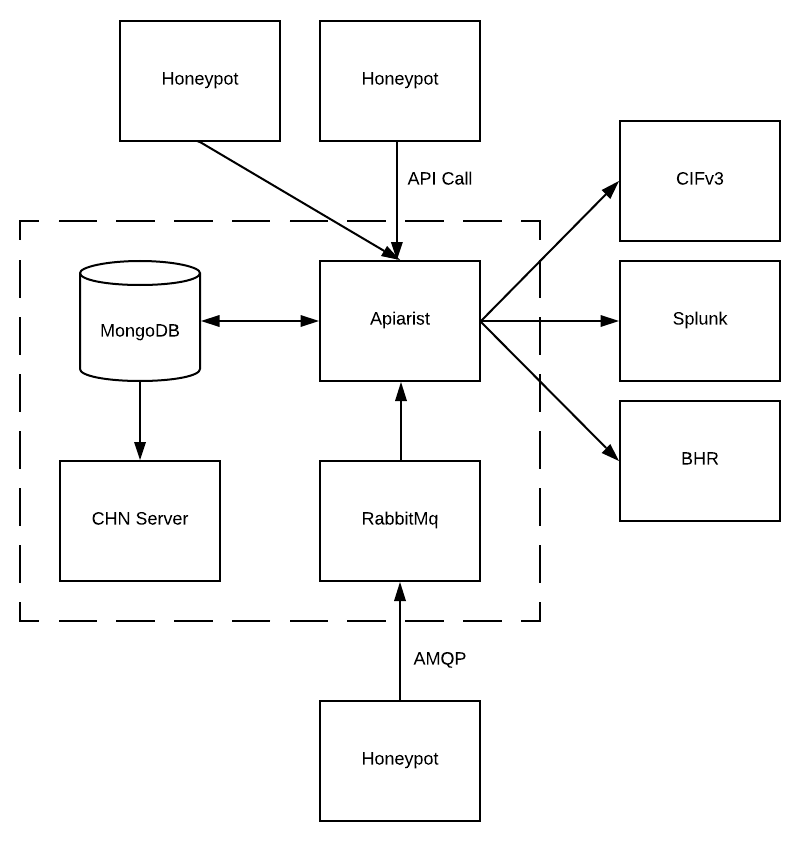 Honeypot
Honeypot
API Call
CIFv3
MongoDB
Apiarist
Splunk
BHR
CHN Server
RabbitMq
AMQP
Honeypot